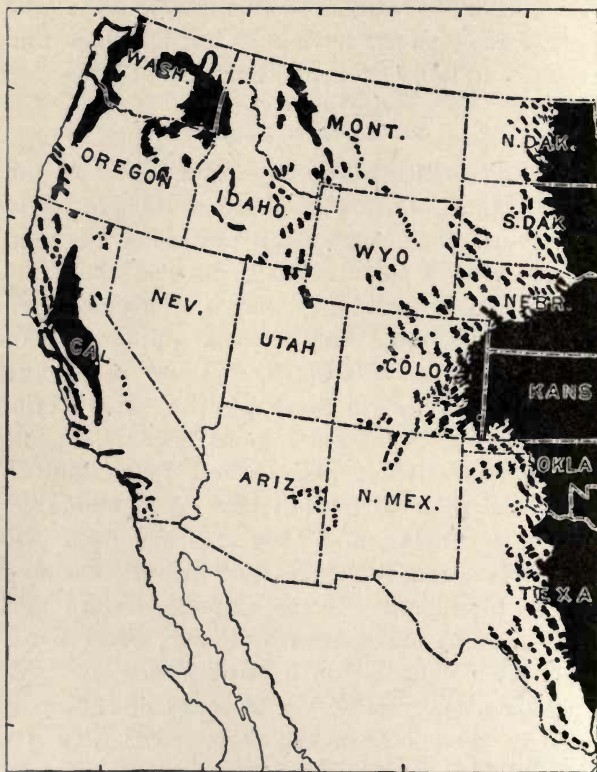 WASH.
MONT.
N.DAK.
OREGON
IDAHO
S.DAK
WYO
NEBR.
NEV.
UTAH
COLO
CAL
KANS
ARIZ
N. MEX.
OKLA
TEXA